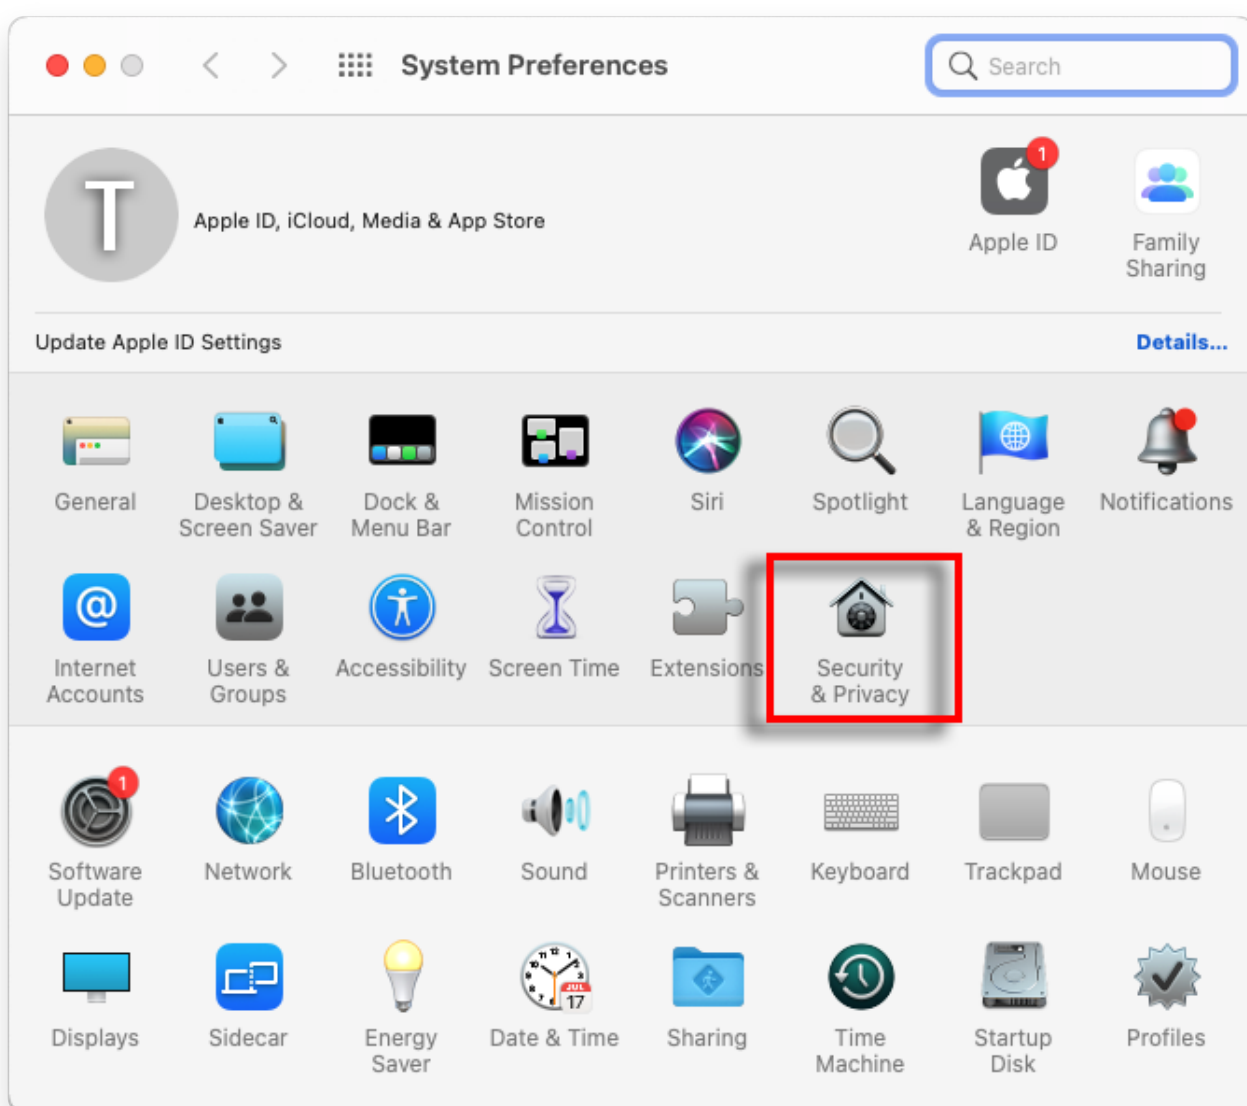 System Preferences
Search
T
Apple ID, iCloud, Media & App Store
1
Apple ID
Family
Sharing
Update Apple ID Settings
Details...
General
Desktop &
Screen Saver
Dock &
Menu Bar
Mission
Control
Siri
Spotlight
Language
& Region
Notifications
@
Internet
Accounts
Users &
Groups
Accessibility
Screen Time
Extensions
Security
& Privacy
1
Software
Update
Network
Bluetooth
Sound
Printers &
Scanners
Keyboard
Trackpad
Mouse
Displays
Sidecar
Energy
Saver
JUL
17
Date & Time
Sharing
Time
Machine
Startup
Disk
Profiles